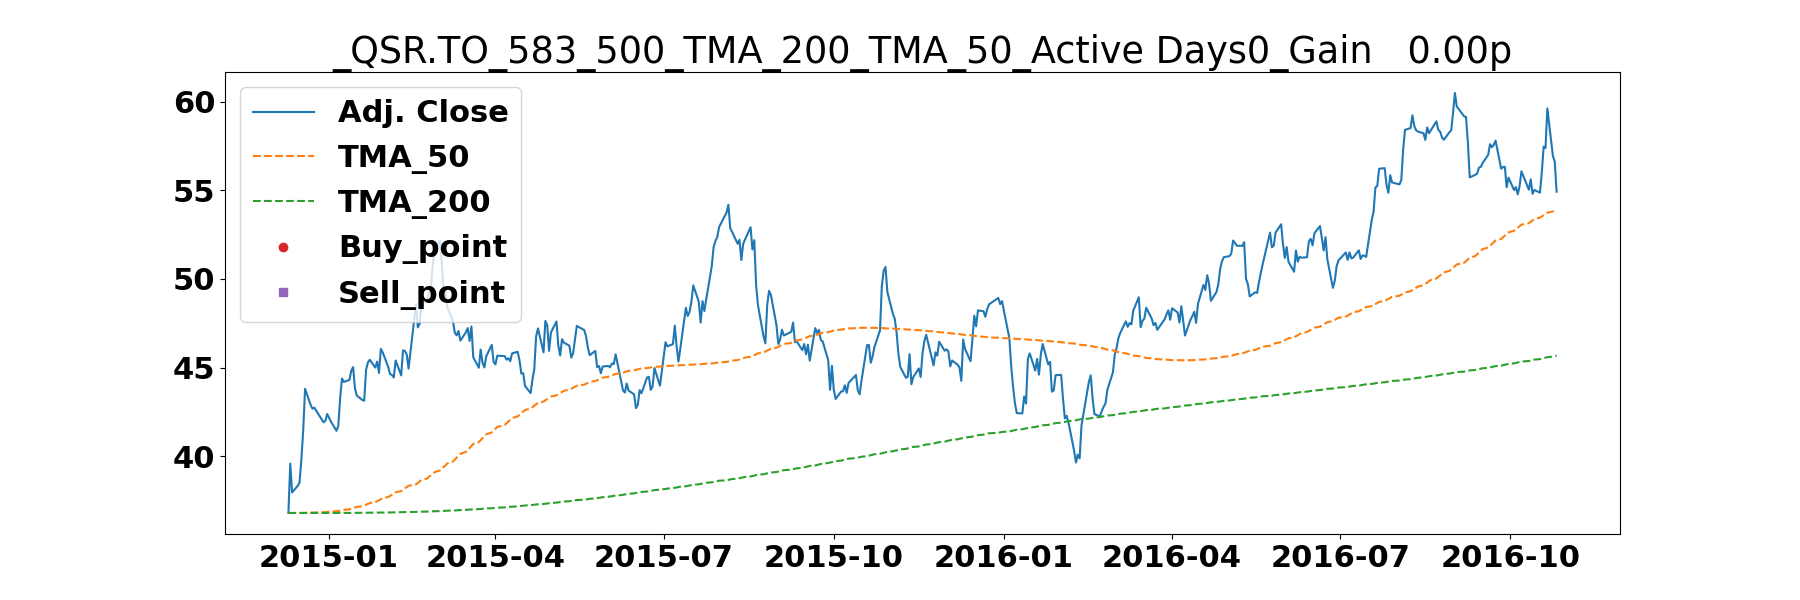 _QSR.TO_583_500_TMA_200_TMA_50_Active Days0_Gain   0.00p
60
55
50
45
40
Adj. Close
TMA_50
TMA_200
Buy_point
Sell_point
2015-01 2015-04 2015-07 2015-10 2016-01 2016-04 2016-07 2016-10